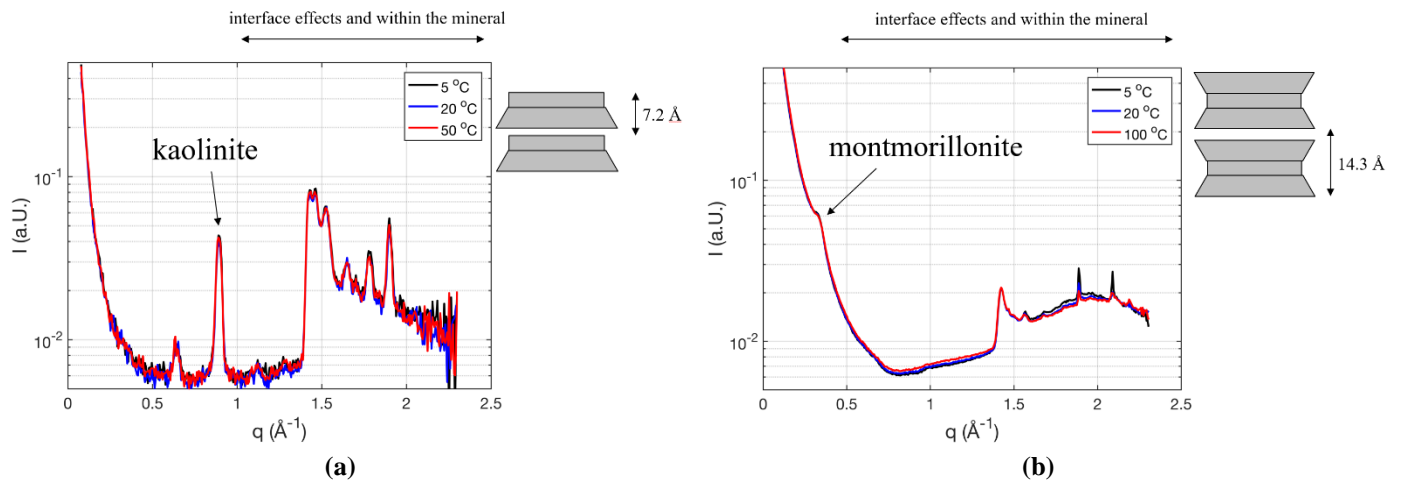 interface effects and within the mineral
5 °C
20 °C
50 °C
7.2 Å
kaolinite
10⁻¹
10⁻²
I (a.U.)
0 0.5 1 1.5 2 2.5
q (Å⁻¹)
(a)
interface effects and within the mineral
5 °C
20 °C
100 °C
14.3 Å
montmorillonite
10⁻¹
10⁻²
I (a.U.)
0 0.5 1 1.5 2 2.5
q (Å⁻¹)
(b)